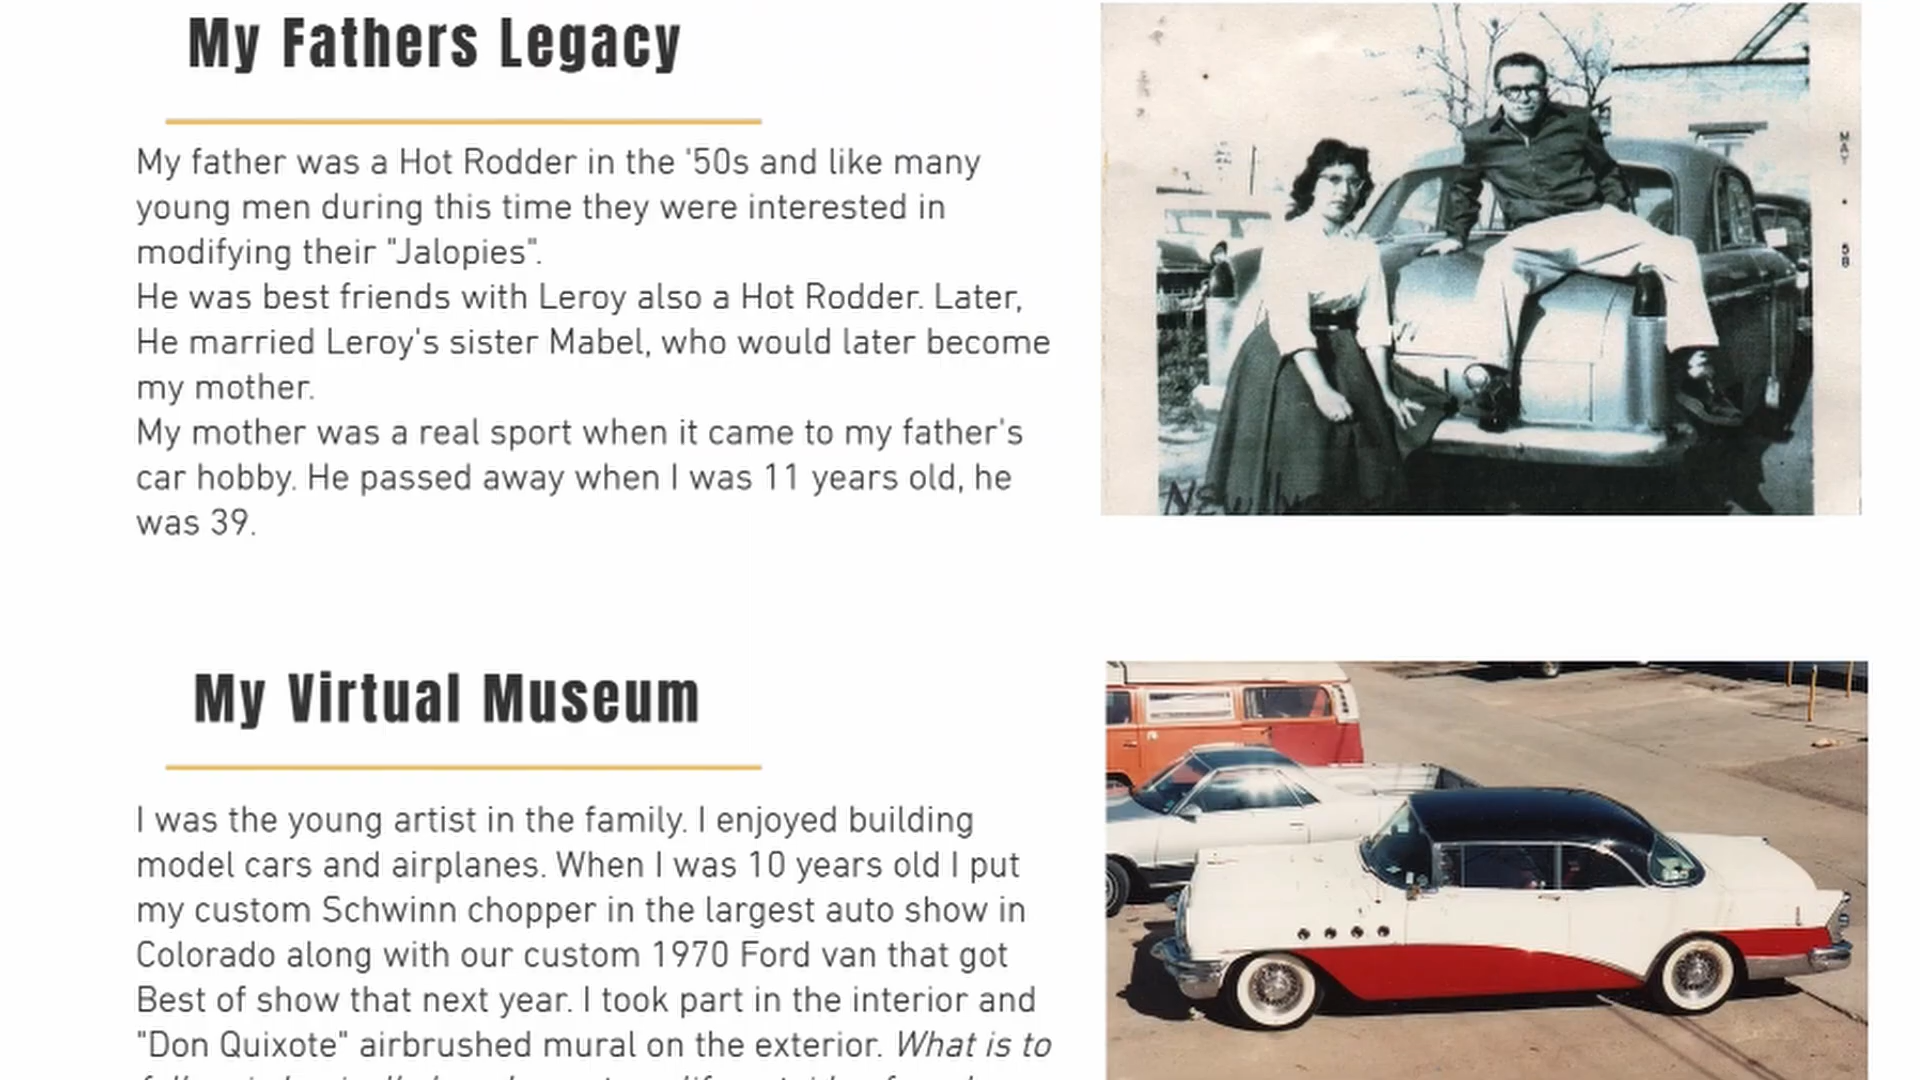 My Fathers Legacy
My father was a Hot Rodder in the '50s and like many
young men during this time they were interested in
modifying their "Jalopies".
He was best friends with Leroy also a Hot Rodder. Later,
He married Leroy's sister Mabel, who would later become
my mother.
My mother was a real sport when it came to my father's
car hobby. He passed away when I was 11 years old, he
was 39.
MAY • 58
My Virtual Museum
I was the young artist in the family. I enjoyed building
model cars and airplanes. When I was 10 years old I put
my custom Schwinn chopper in the largest auto show in
Colorado along with our custom 1970 Ford van that got
Best of show that next year. I took part in the interior and
"Don Quixote" airbrushed mural on the exterior. What is to